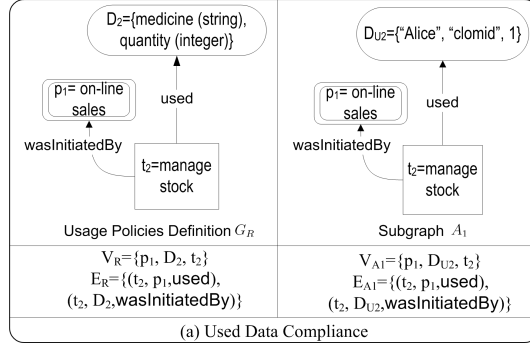 D2={medicine (string),
quantity (integer)}
p1= on-line
sales
used
wasInitiatedBy
t2=manage
stock
Usage Policies Definition GR
DU2={“Alice”, “clomid”, 1}
p1= on-line
sales
used
wasInitiatedBy
t2=manage
stock
Subgraph A1
VR={p1, D2, t2}
ER={(t2, p1,used),
(t2, D2,wasInitiatedBy)}
VA1={p1, DU2, t2}
EA1={(t2, p1,used),
(t2, DU2,wasInitiatedBy)}
(a) Used Data Compliance